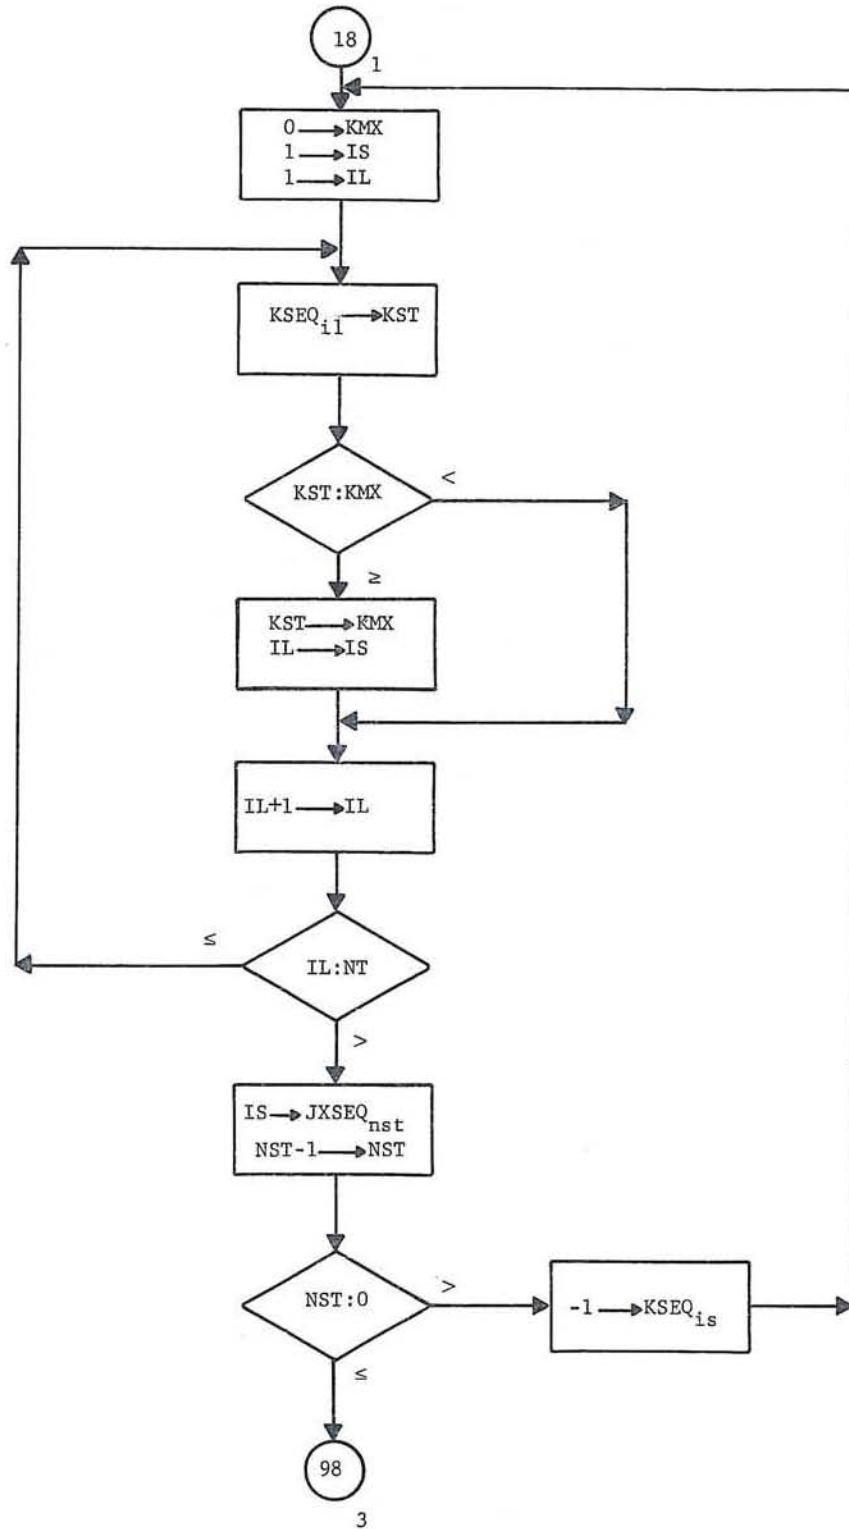 18
1
0→KMX
1→IS
1→IL
KSEQil→KST
KST:KMX
<
≥
KST→KMX
IL→IS
IL+1→IL
≤
IL:NT
>
IS→JXSEQnst
NST-1→NST
NST:0
>
-1→KSEQis
≤
98
3